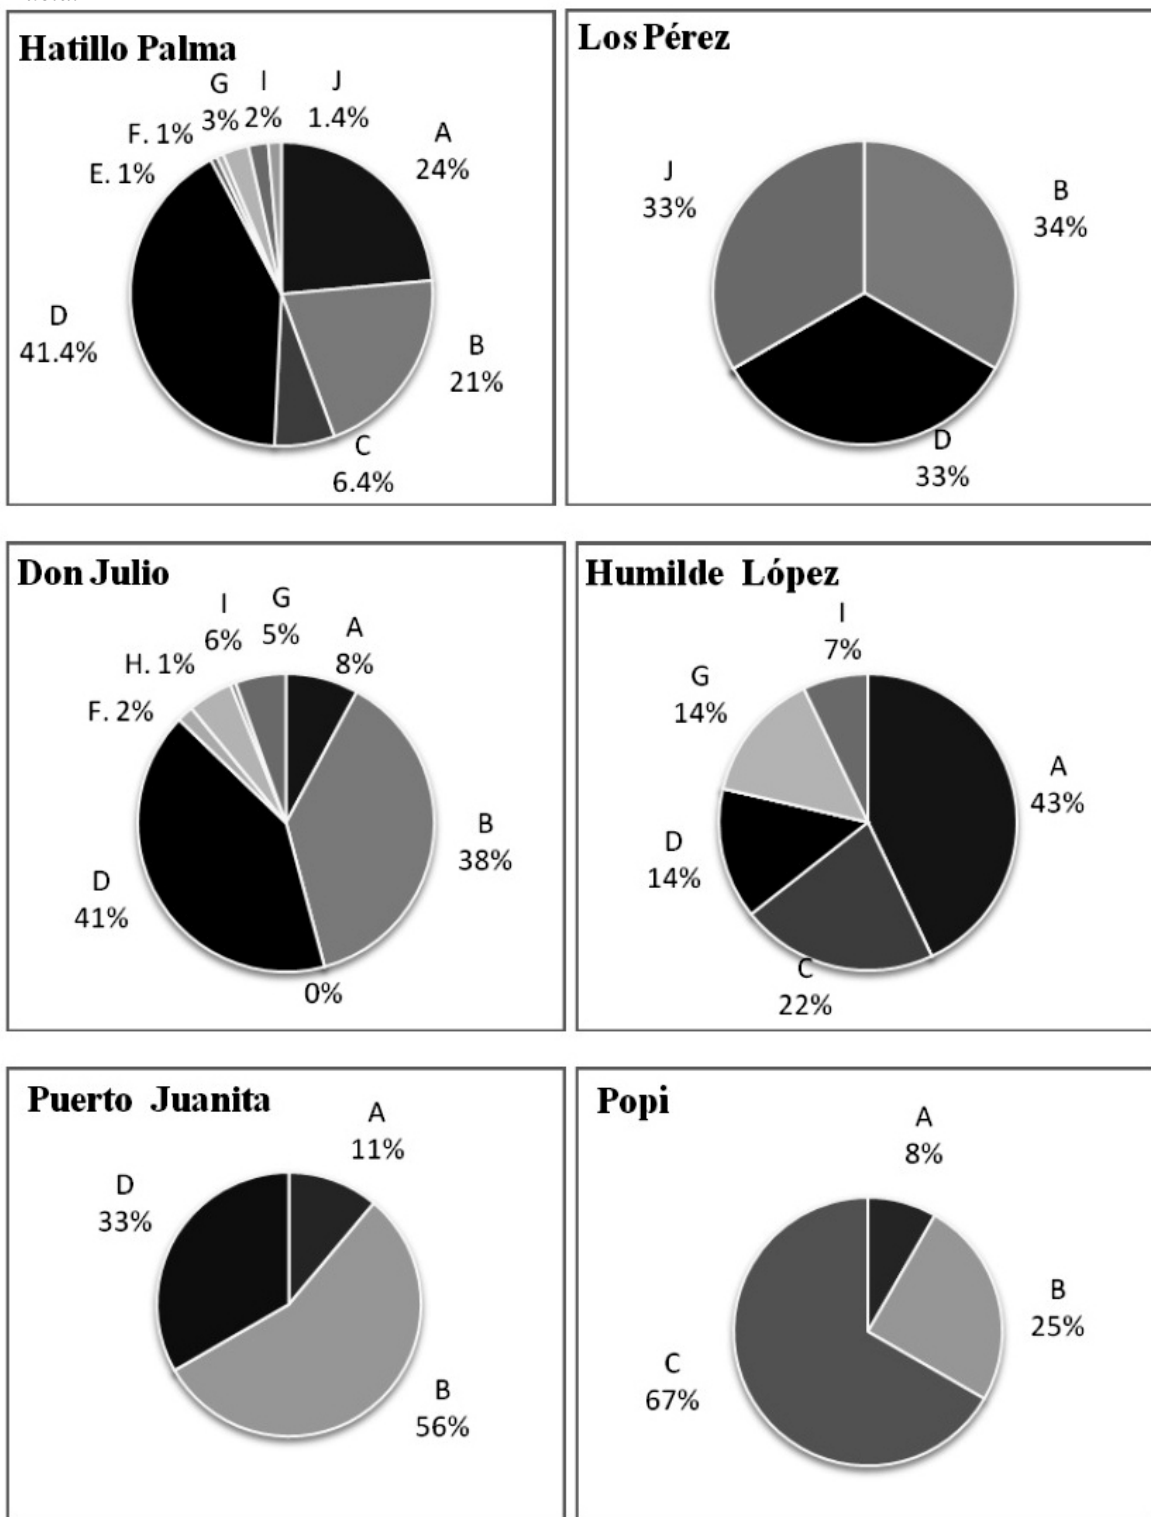 Hatillo Palma
G
3%
I
2%
J
1.4%
F. 1%
E. 1%
A
24%
D
41.4%
B
21%
C
6.4%
Los Pérez
J
33%
B
34%
D
33%
Don Julio
I
6%
G
5%
A
8%
H. 1%
F. 2%
B
38%
D
41%
0%
Humilde López
I
7%
G
14%
A
43%
D
14%
C
22%
Puerto Juanita
A
11%
D
33%
B
56%
Popi
A
8%
B
25%
C
67%